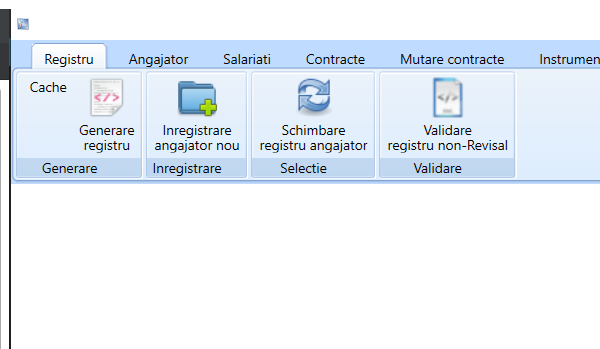 Registru Angajator Salariati Contracte Mutare contracte Instrumen
Cache
Generare
registru
Inregistrare
angajator nou
Schimbare
registru angajator
Validare
registru non-Revisal
Generare Inregistrare Selectie Validare